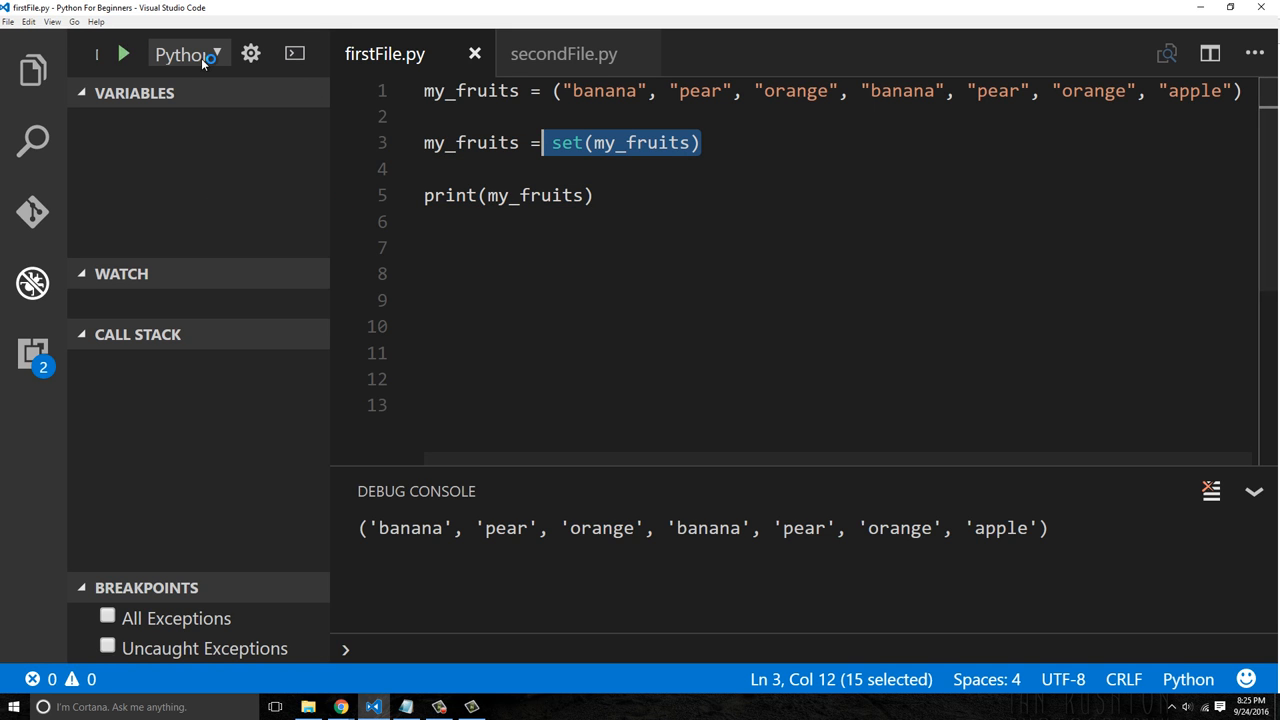 firstFile.py - Python For Beginners - Visual Studio Code
File Edit View Go Help
Python
firstFile.py
secondFile.py
VARIABLES
WATCH
CALL STACK
BREAKPOINTS
All Exceptions
Uncaught Exceptions
2
1 my_fruits = ("banana", "pear", "orange", "banana", "pear", "orange", "apple")
2
3 my_fruits = set(my_fruits)
4
5 print(my_fruits)
6
7
8
9
10
11
12
13
DEBUG CONSOLE
('banana', 'pear', 'orange', 'banana', 'pear', 'orange', 'apple')
0 0 Ln 3, Col 12 (15 selected) Spaces: 4 UTF-8 CRLF Python
I'm Cortana. Ask me anything.
8:25 PM
9/24/2016